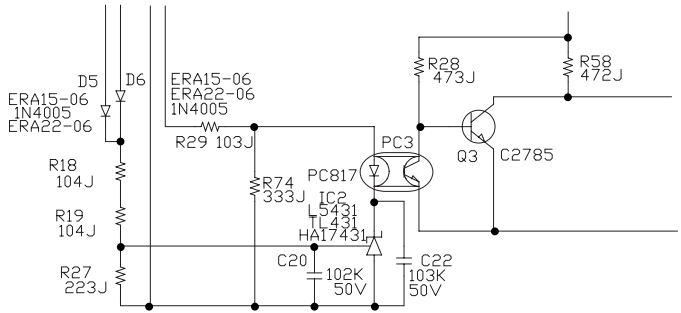 D5
D6
ERA15-06
ERA22-06
1N4005
ERA15-06
1N4005
ERA22-06
R29 103J
R18
104J
R19
104J
R27
223J
R74
333J
PC817
PC3
IC2
L5431
TL431
HA17431
C20
102K
50V
C22
103K
50V
R28
473J
R58
472J
Q3
C2785